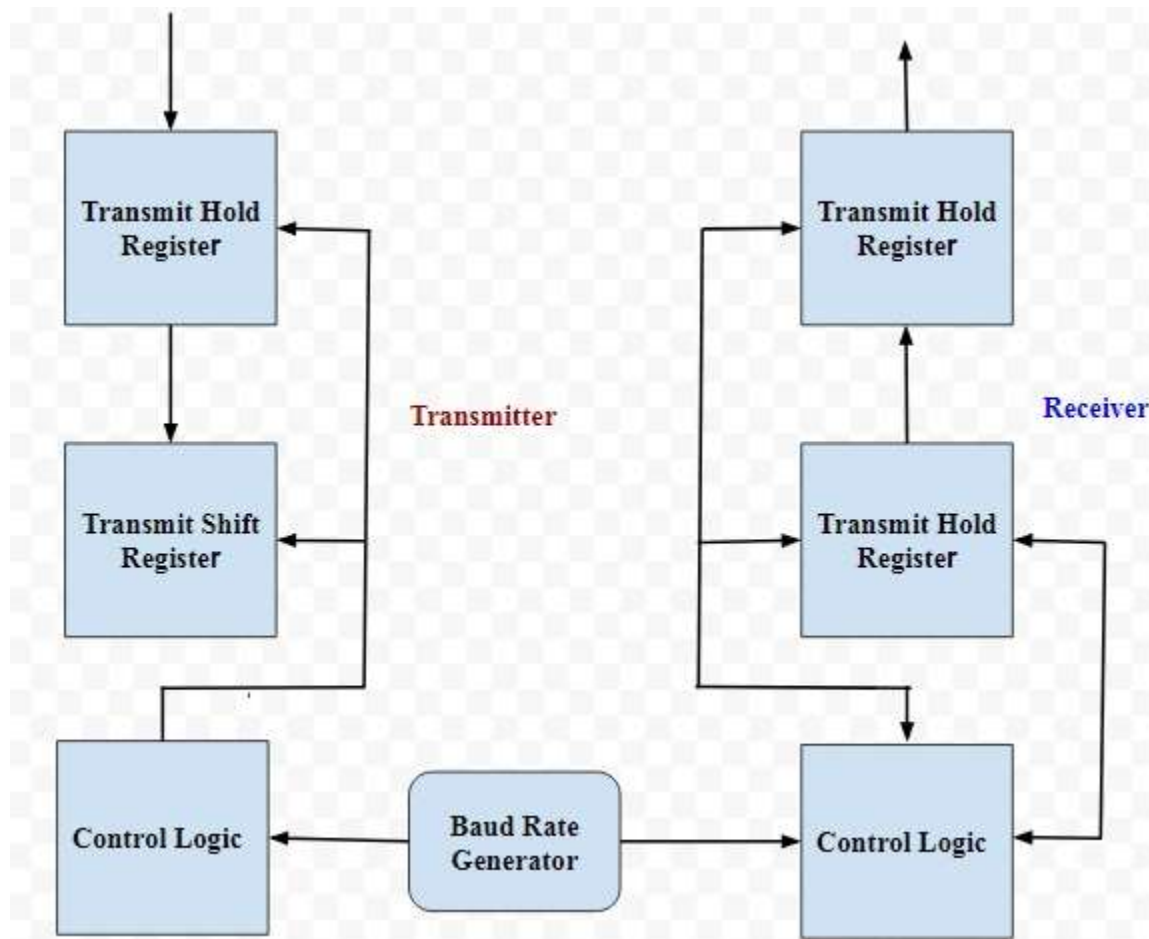 Transmit Hold
Register
Transmit Hold
Register
Transmitter
Receiver
Transmit Shift
Register
Transmit Hold
Register
Control Logic
Baud Rate
Generator
Control Logic